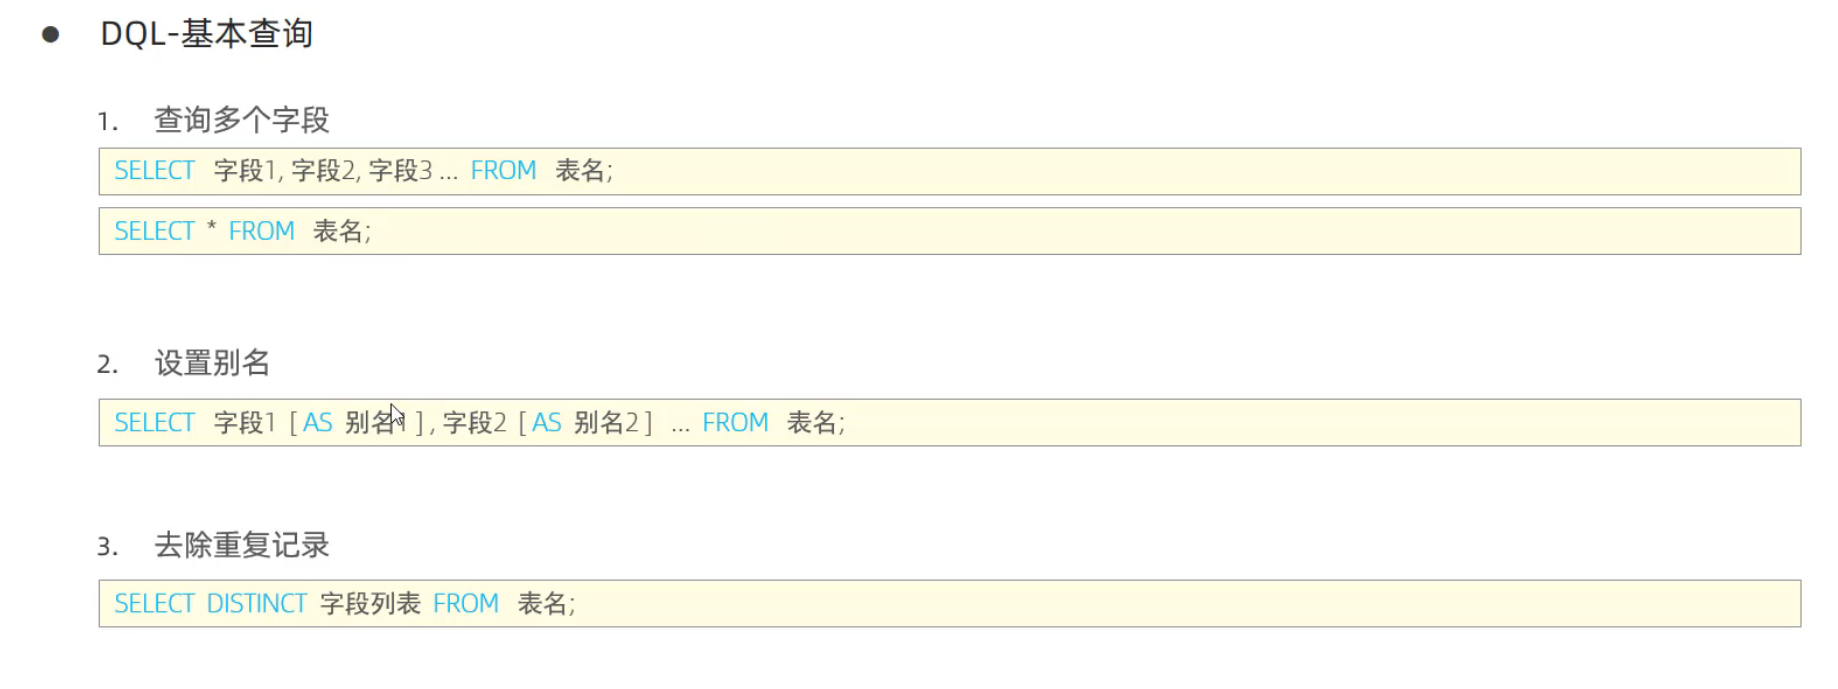 ● DQL-基本查询
1. 查询多个字段
SELECT 字段1, 字段2, 字段3 ... FROM 表名;
SELECT * FROM 表名;
2. 设置别名
SELECT 字段1 [ AS 别名1 ] , 字段2 [ AS 别名2 ] ... FROM 表名;
3. 去除重复记录
SELECT DISTINCT 字段列表 FROM 表名;